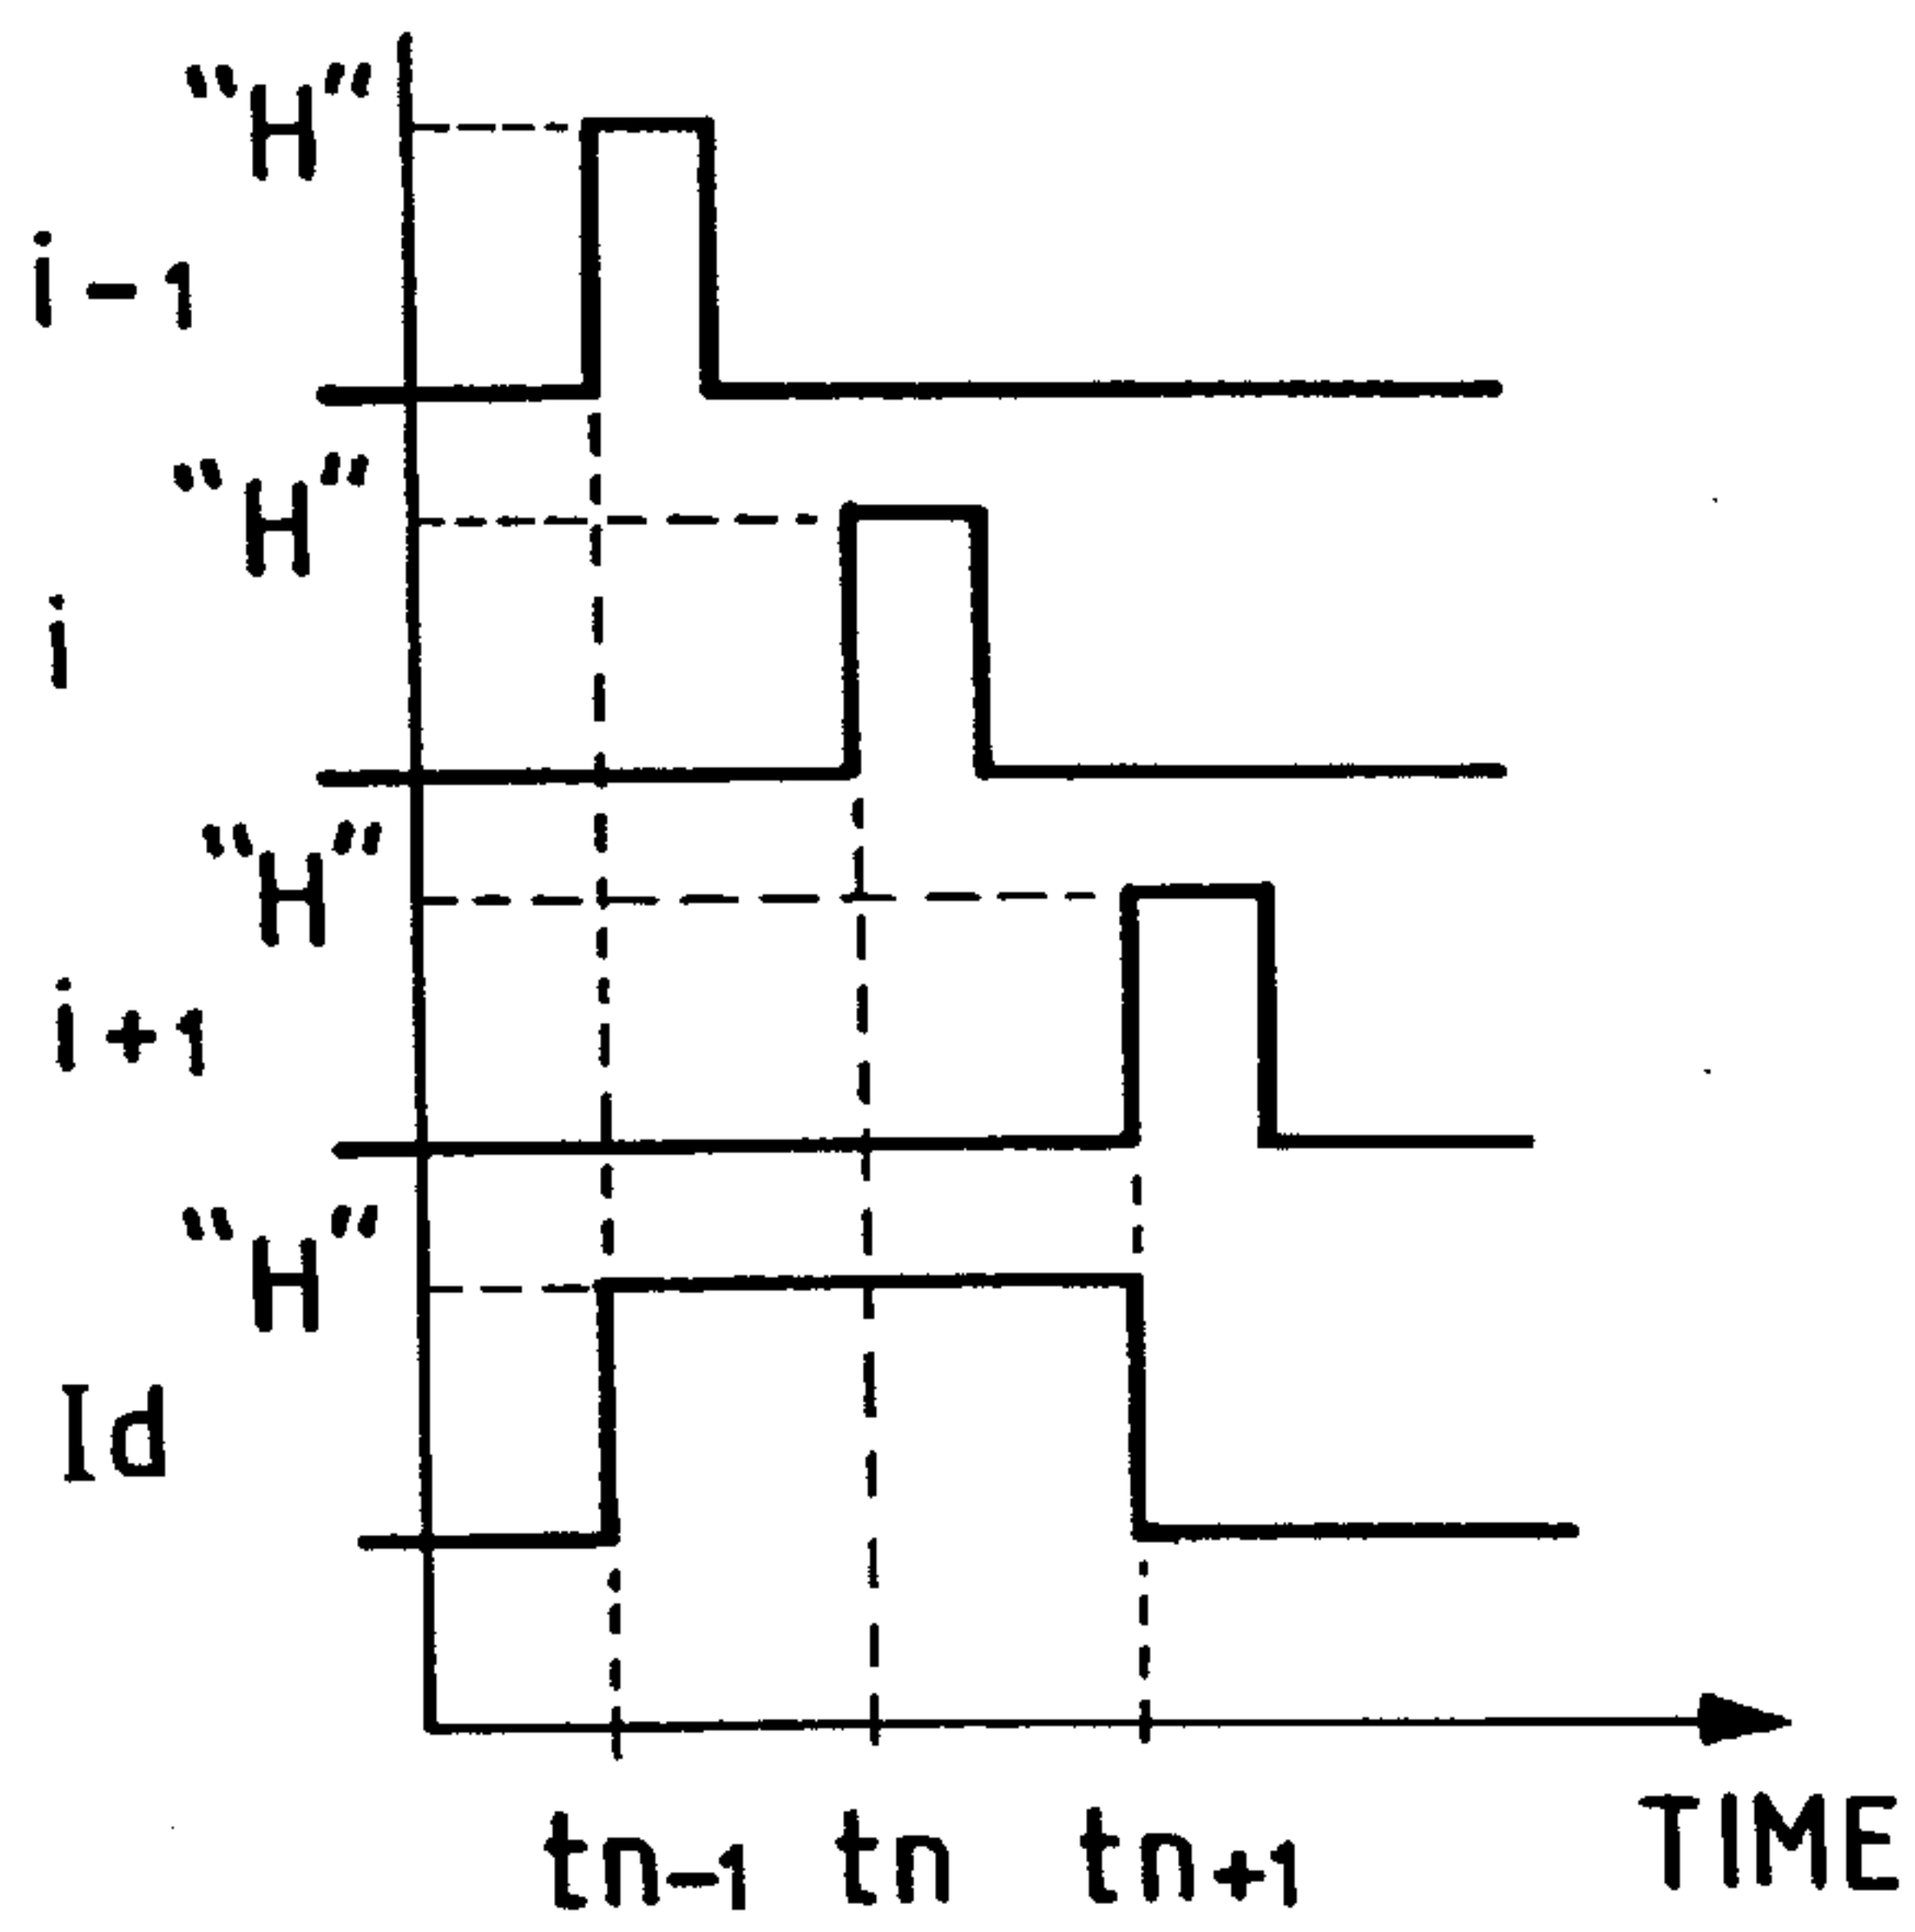 “H”
i-1
“H”
i
“H”
i+1
“H”
Id
tn-1 tn tn+1 TIME